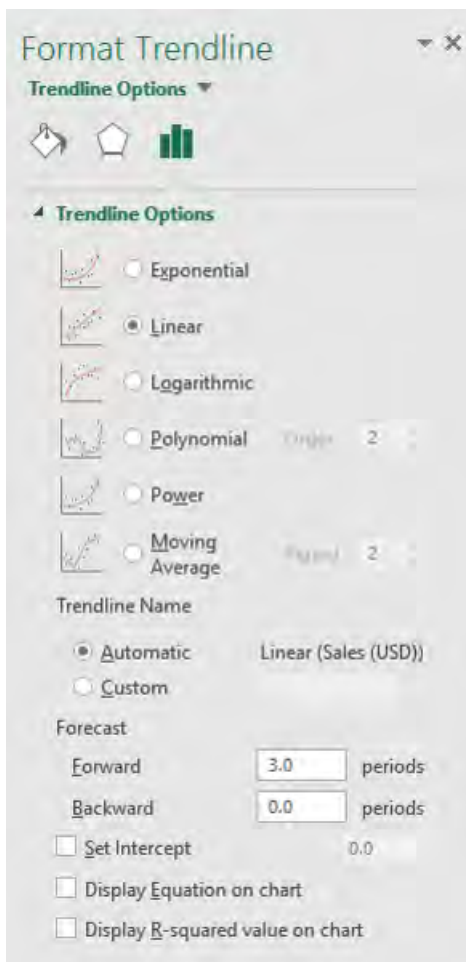 Format Trendline
Trendline Options
Trendline Options
Exponential
Linear
Logarithmic
Polynomial Order 2
Power
Moving
Average Period 2
Trendline Name
Automatic Linear (Sales (USD))
Custom
Forecast
Forward 3.0 periods
Backward 0.0 periods
Set Intercept 0.0
Display Equation on chart
Display R-squared value on chart